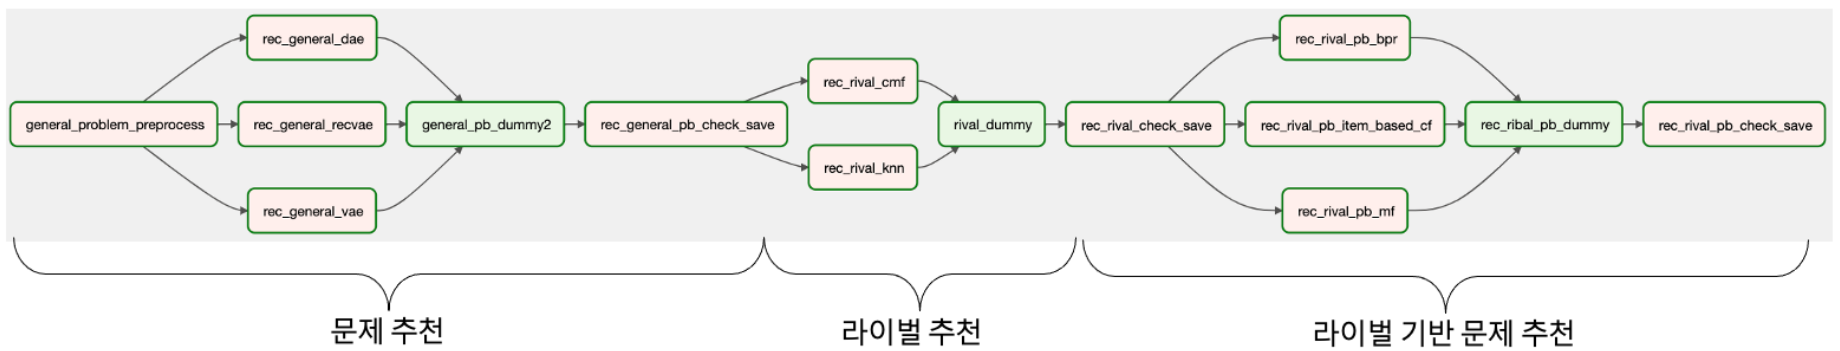 general_problem_preprocess
rec_general_dae
rec_general_recvae
rec_general_vae
general_pb_dummy2
rec_general_pb_check_save
rec_rival_cmf
rec_rival_knn
rival_dummy
rec_rival_check_save
rec_rival_pb_bpr
rec_rival_pb_item_based_cf
rec_rival_pb_mf
rec_ribal_pb_dummy
rec_rival_pb_check_save
문제 추천
라이벌 추천
라이벌 기반 문제 추천